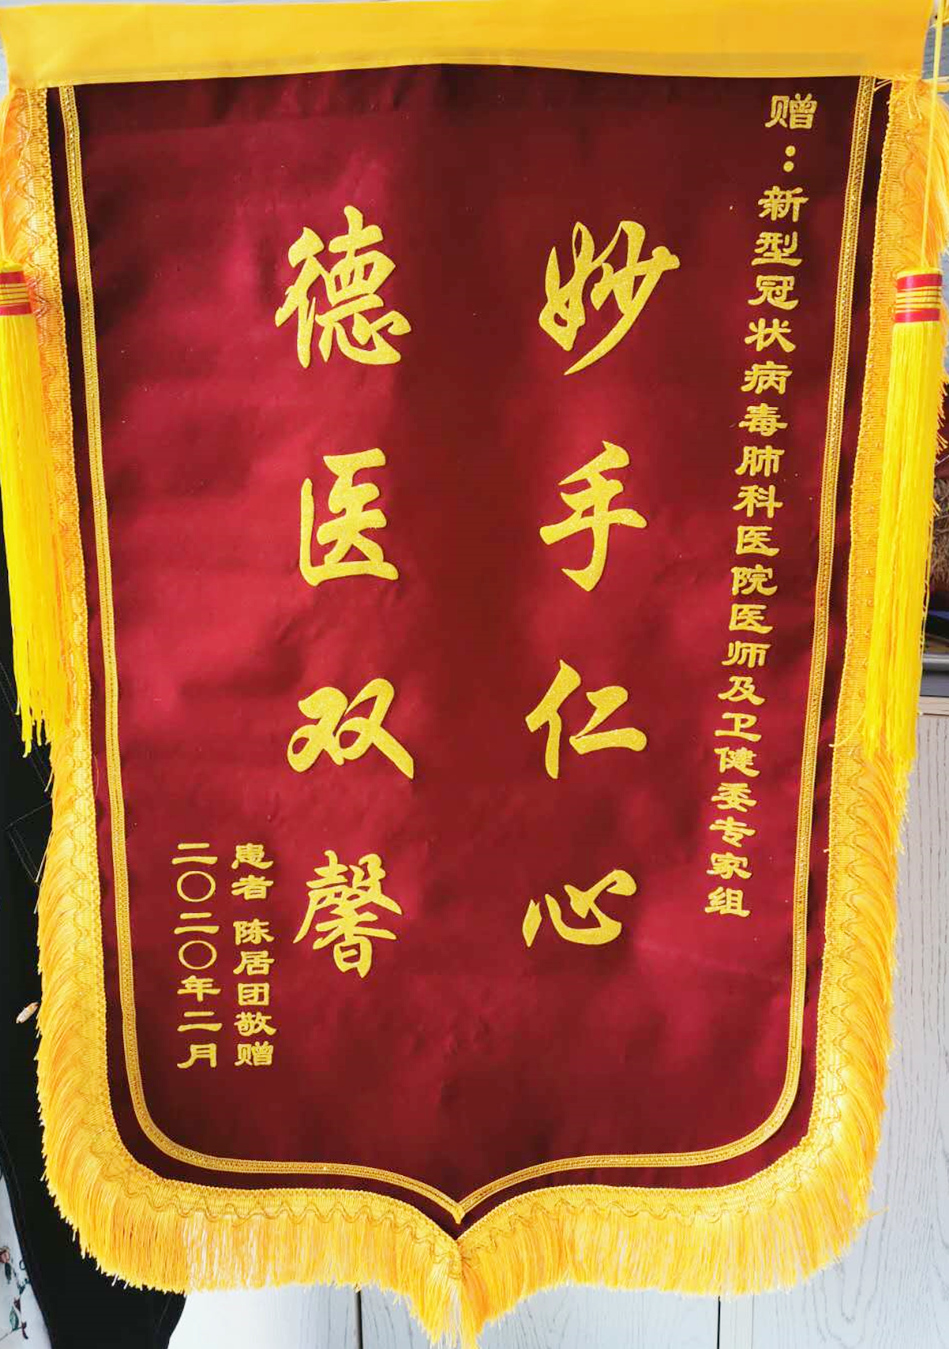 赠：新型冠状病毒肺科医院医师及卫健委专家组
妙手仁心
德医双馨
患者 陈居团敬赠
二〇二〇年二月